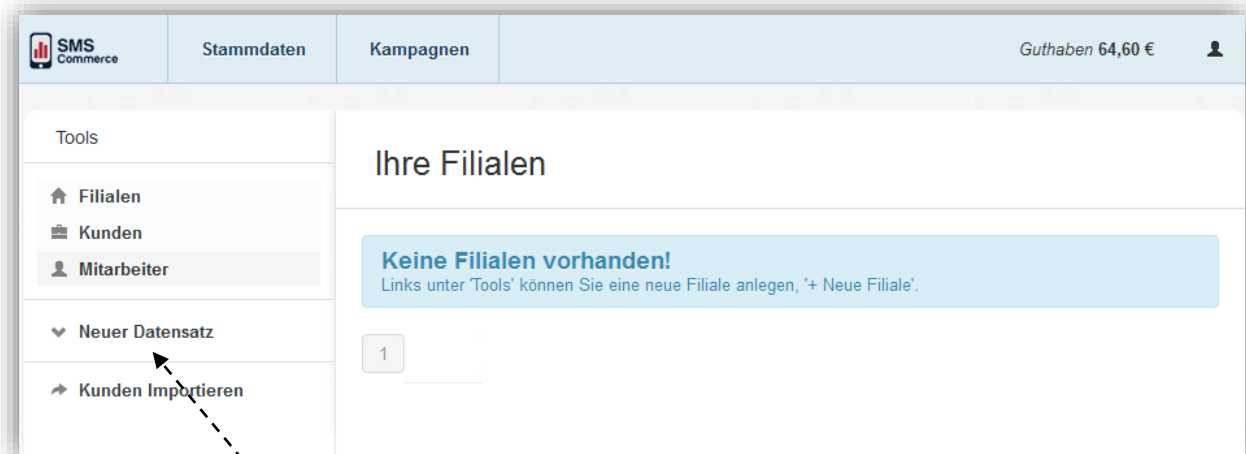 SMS
Commerce
Stammdaten
Kampagnen
Guthaben 64,60 €
Tools
Filialen
Kunden
Mitarbeiter
Neuer Datensatz
Kunden Importieren
Ihre Filialen
Keine Filialen vorhanden!
Links unter 'Tools' können Sie eine neue Filiale anlegen, '+ Neue Filiale'.
1